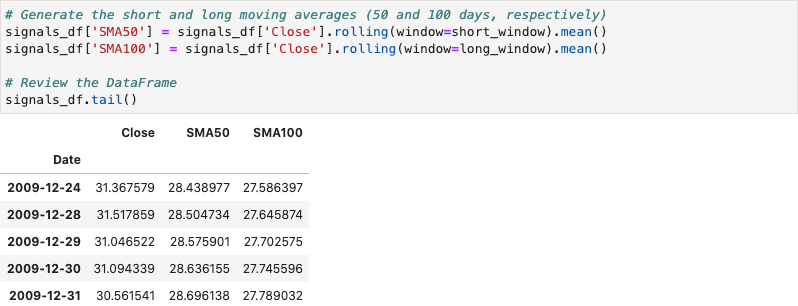 # Generate the short and long moving averages (50 and 100 days, respectively)
signals_df['SMA50'] = signals_df['Close'].rolling(window=short_window).mean()
signals_df['SMA100'] = signals_df['Close'].rolling(window=long_window).mean()
# Review the DataFrame
signals_df.tail()
Close SMA50 SMA100
Date
2009-12-24 31.367579 28.438977 27.586397
2009-12-28 31.517859 28.504734 27.645874
2009-12-29 31.046522 28.575901 27.702575
2009-12-30 31.094339 28.636155 27.745596
2009-12-31 30.561541 28.696138 27.789032